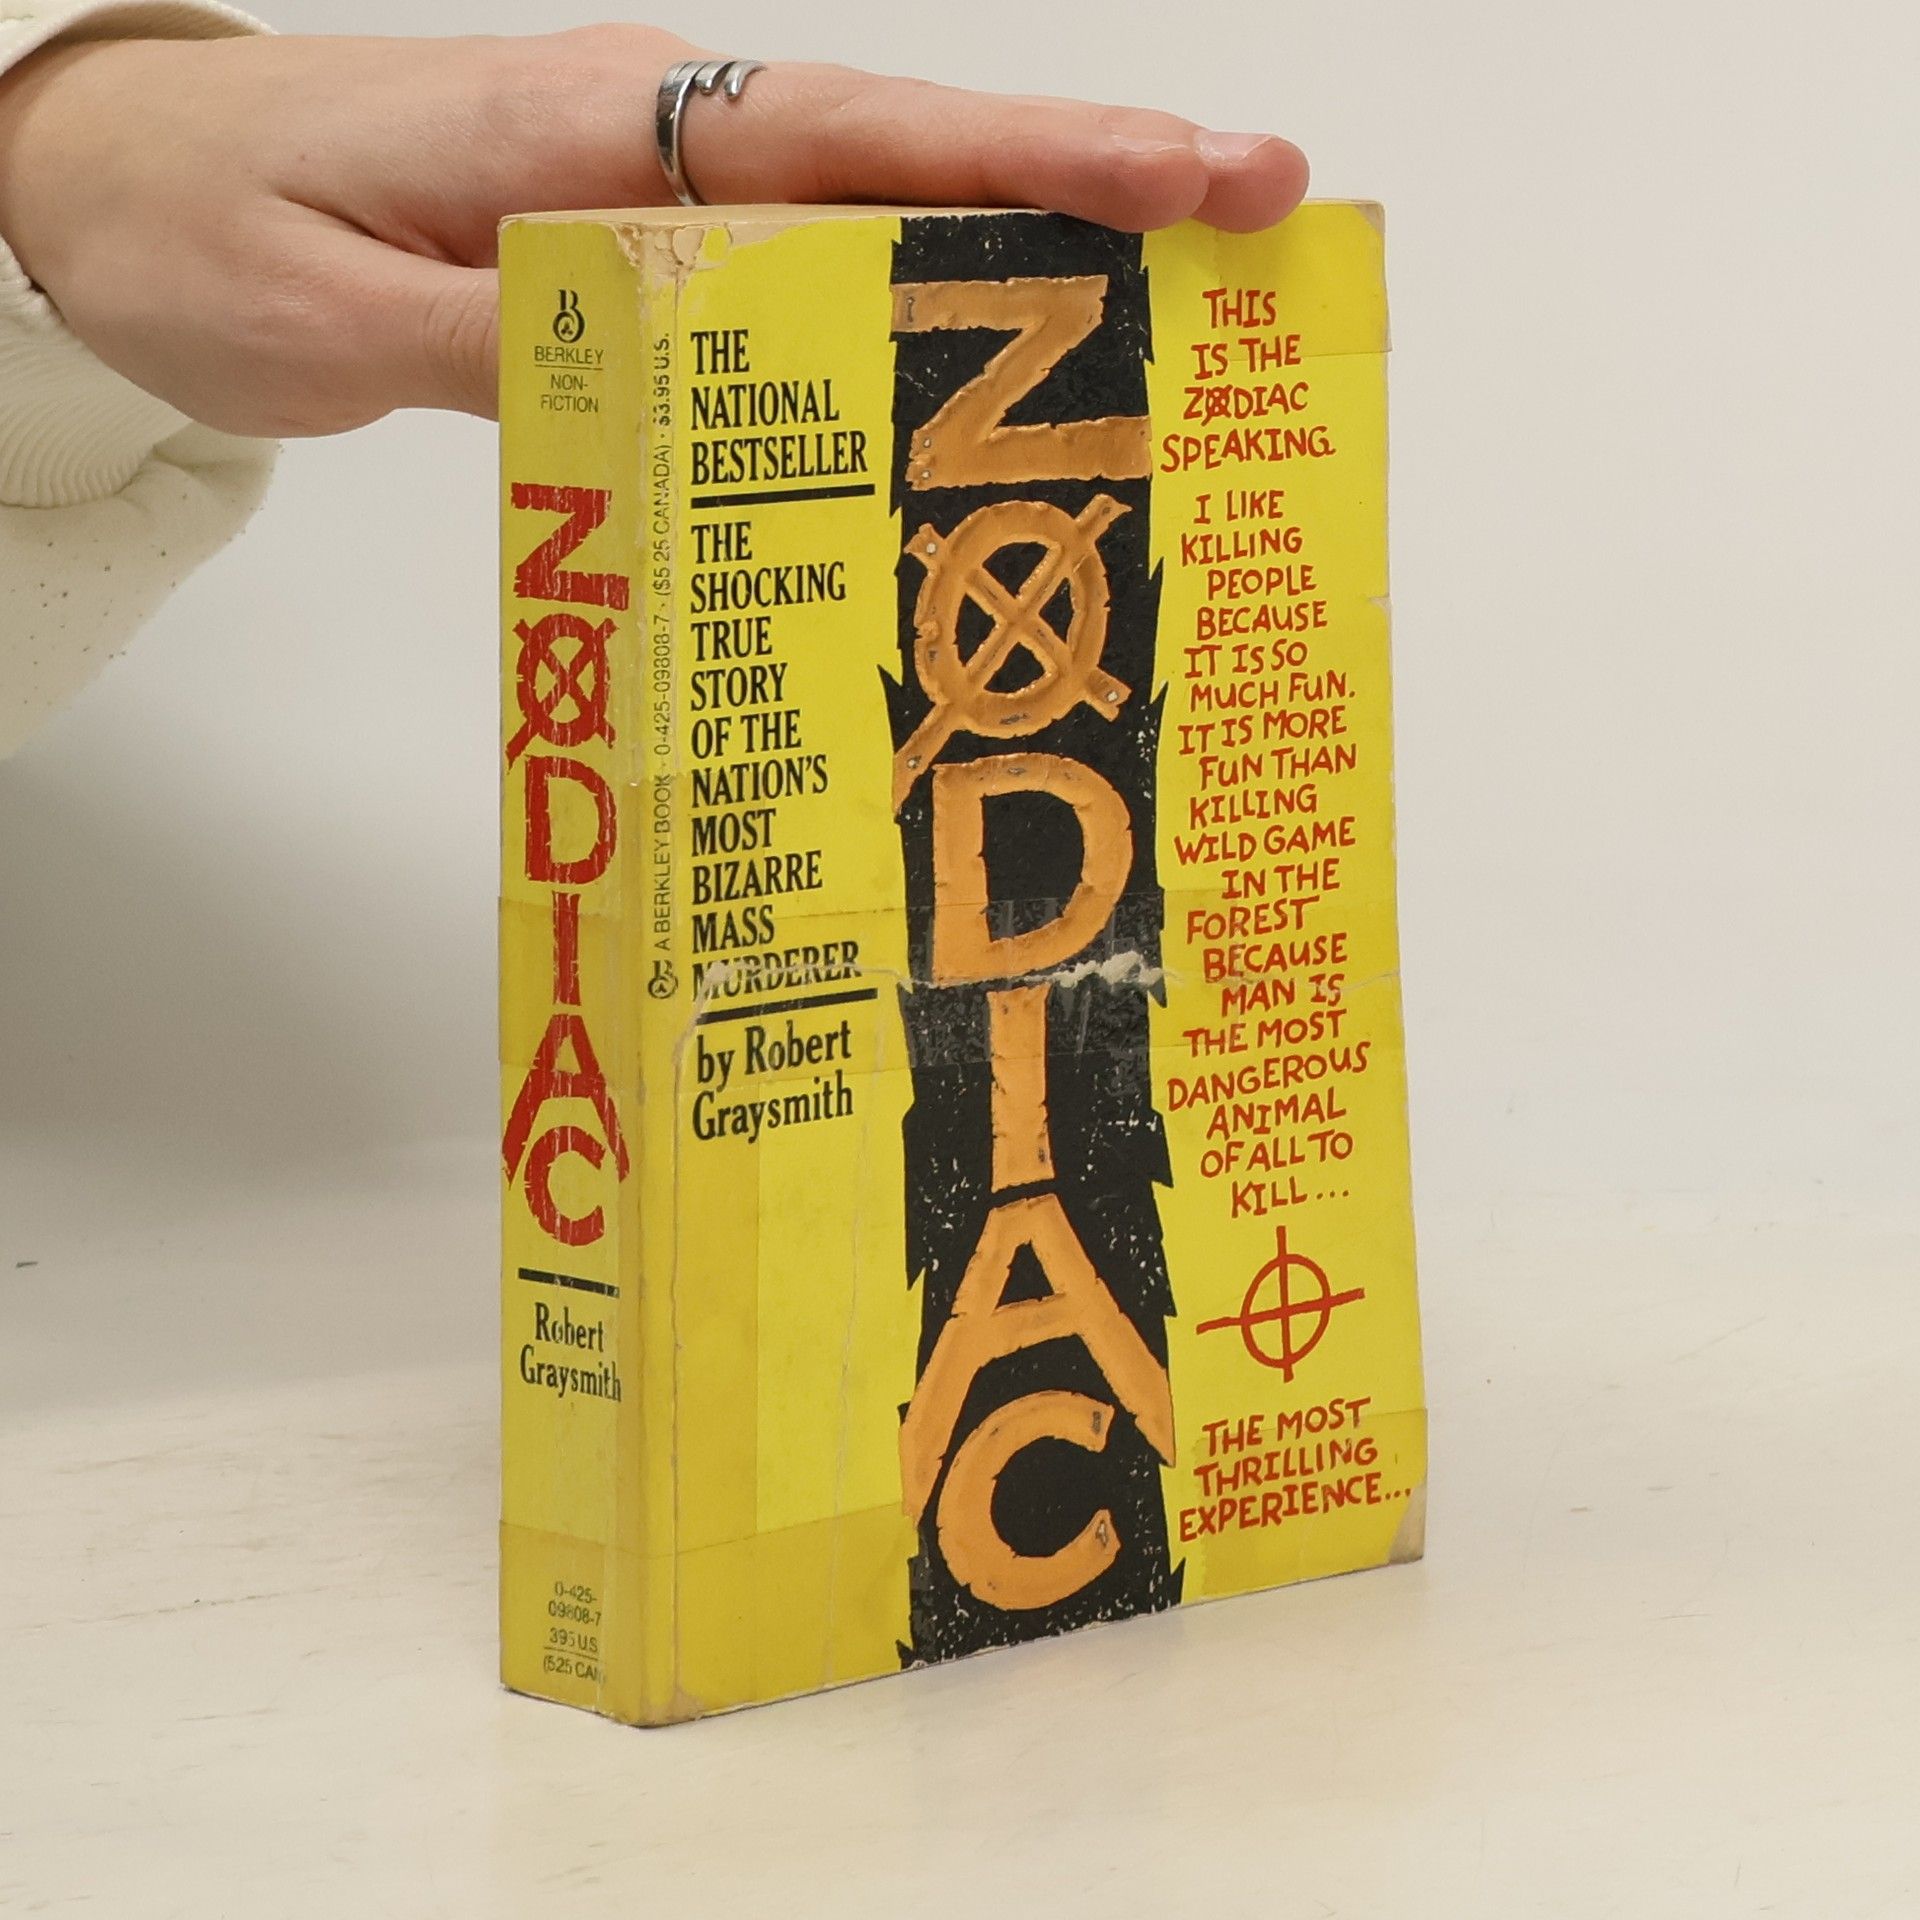 BERKLEY
NON-
FICTION
ZODIAC
Robert
Graysmith
0-425-
09808-7
395 U.S.
(525 CAN
A BERKLEY BOOK · 0-425-09808-7 · ($5.25 CANADA) · $3.95 U.S.
THE
NATIONAL
BESTSELLER
THE
SHOCKING
TRUE
STORY
OF THE
NATION'S
MOST
BIZARRE
MASS
MURDERER
by Robert
Graysmith
ZODIAC
THIS
IS THE
ZODIAC
SPEAKING
I LIKE
KILLING
PEOPLE
BECAUSE
IT IS SO
MUCH FUN.
IT IS MORE
FUN THAN
KILLING
WILD GAME
IN THE
FOREST
BECAUSE
MAN IS
THE MOST
DANGEROUS
ANIMAL
OF ALL TO
KILL...
THE MOST
THRILLING
EXPERIENCE...